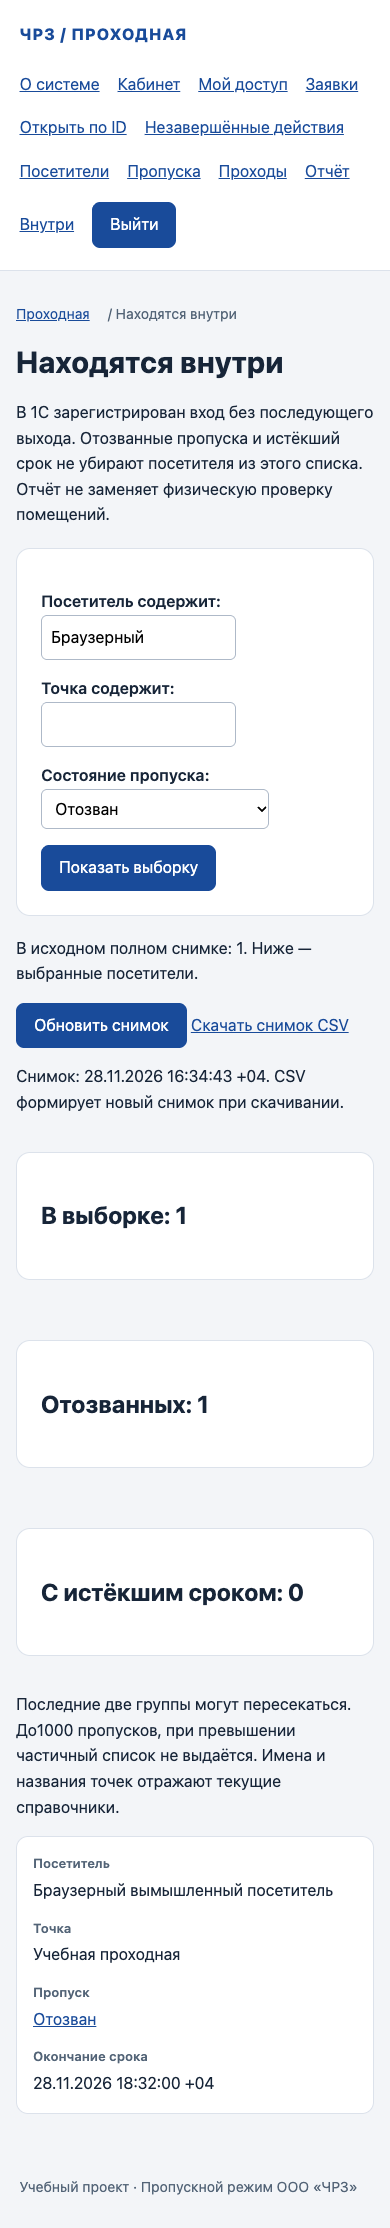 ЧРЗ / ПРОХОДНАЯ
О системе Кабинет Мой доступ Заявки
Открыть по ID Незавершённые действия
Посетители Пропуска Проходы Отчёт
Внутри Выйти
Проходная / Находятся внутри
Находятся внутри
В 1С зарегистрирован вход без последующего
выхода. Отозванные пропуска и истёкший
срок не убирают посетителя из этого списка.
Отчёт не заменяет физическую проверку
помещений.
Посетитель содержит:
Браузерный
Точка содержит:
Состояние пропуска:
Отозван
Показать выборку
В исходном полном снимке: 1. Ниже —
выбранные посетители.
Обновить снимок Скачать снимок CSV
Снимок: 28.11.2026 16:34:43 +04. CSV
формирует новый снимок при скачивании.
В выборке: 1
Отозванных: 1
С истёкшим сроком: 0
Последние две группы могут пересекаться.
До1000 пропусков, при превышении
частичный список не выдаётся. Имена и
названия точек отражают текущие
справочники.
Посетитель
Браузерный вымышленный посетитель
Точка
Учебная проходная
Пропуск
Отозван
Окончание срока
28.11.2026 18:32:00 +04
Учебный проект · Пропускной режим ООО «ЧРЗ»